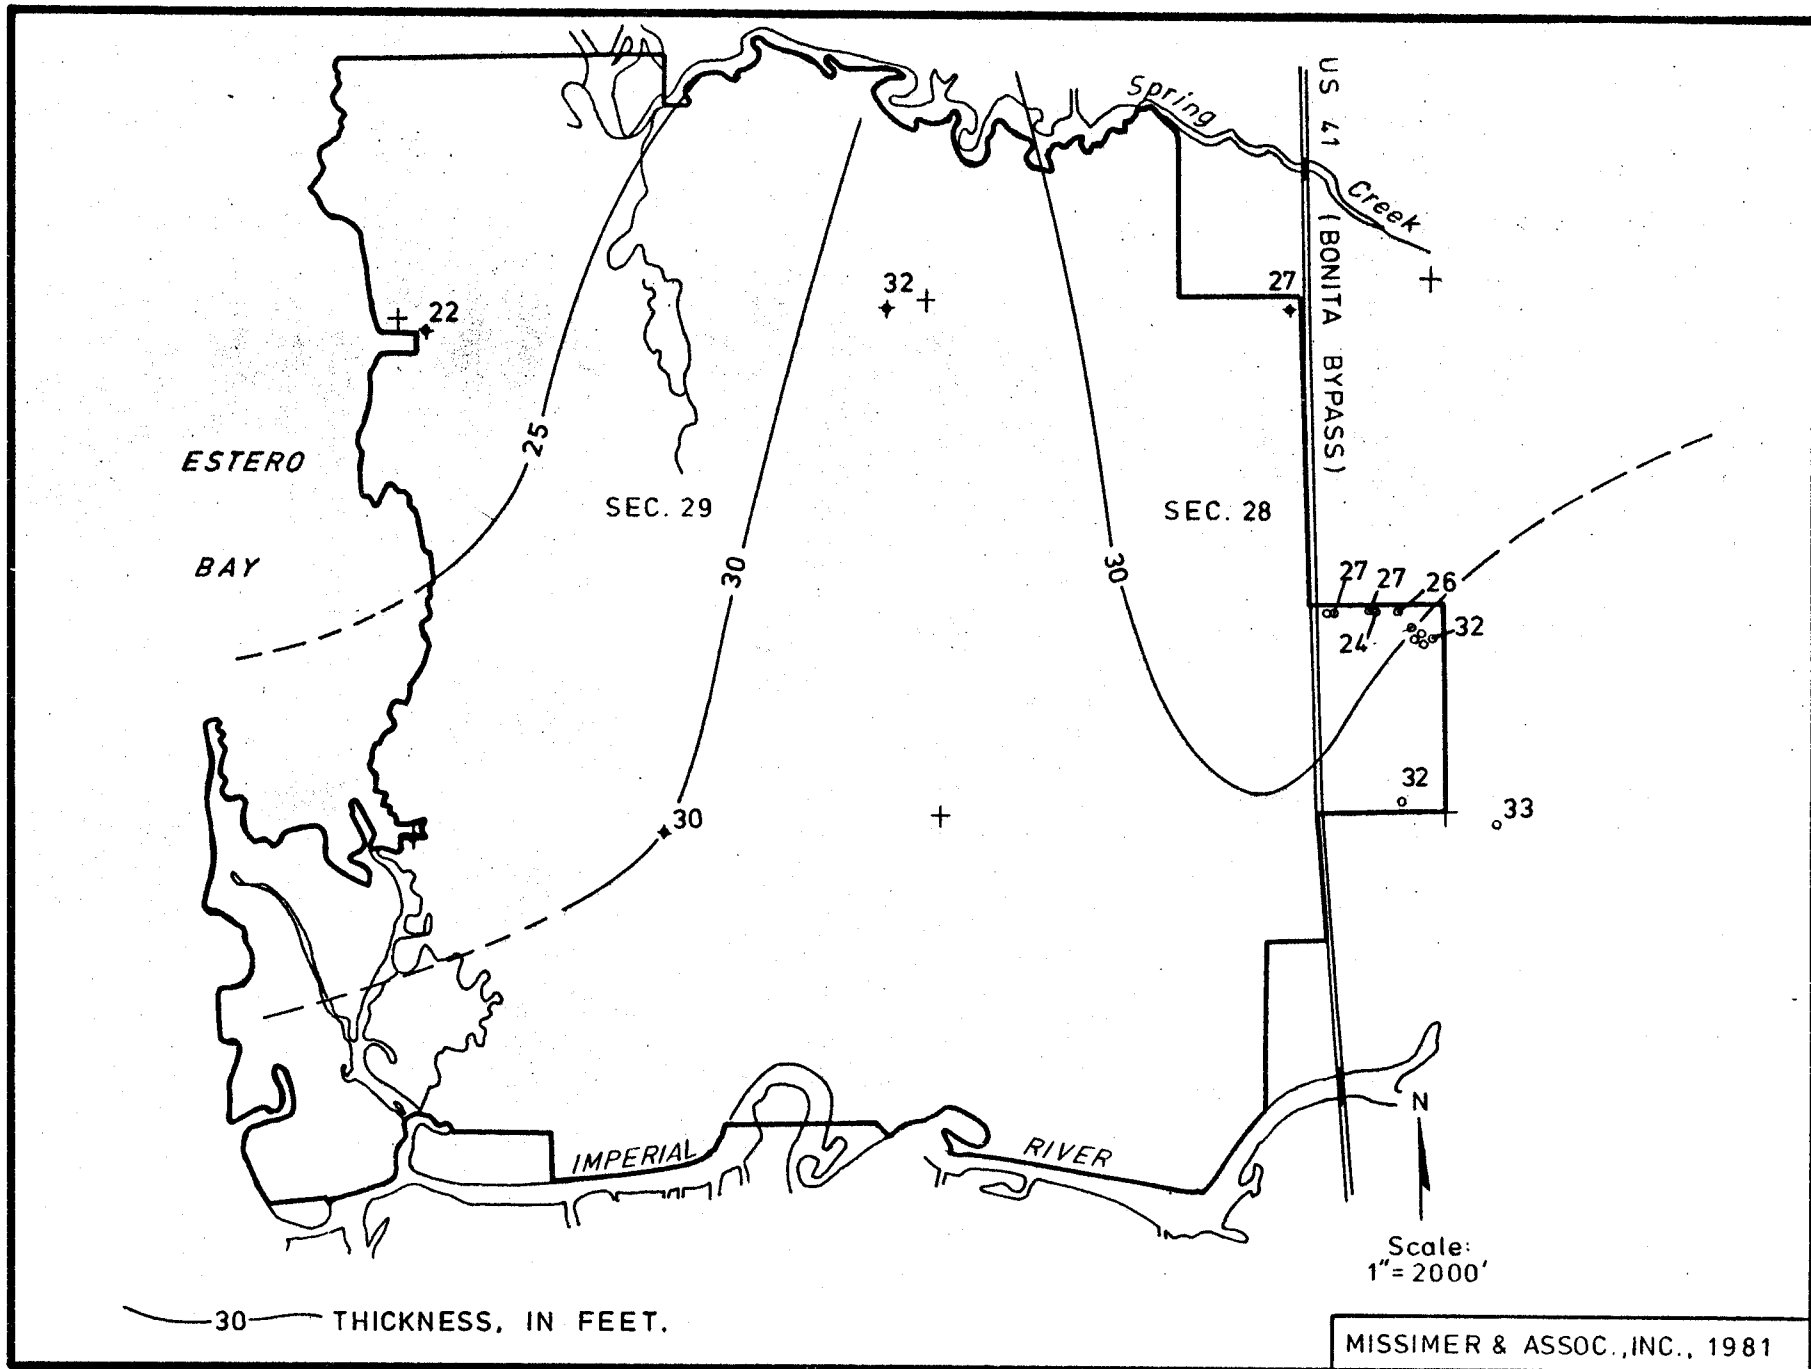 Spring
Creek
US 41 (BONITA BYPASS)
22
32
27
25
ESTERO
BAY
SEC. 29
SEC. 28
30
30
27
27
26
24
32
32
33
30
IMPERIAL
RIVER
N
Scale:
1"=2000'
30 THICKNESS, IN FEET.
MISSIMER & ASSOC., INC., 1981